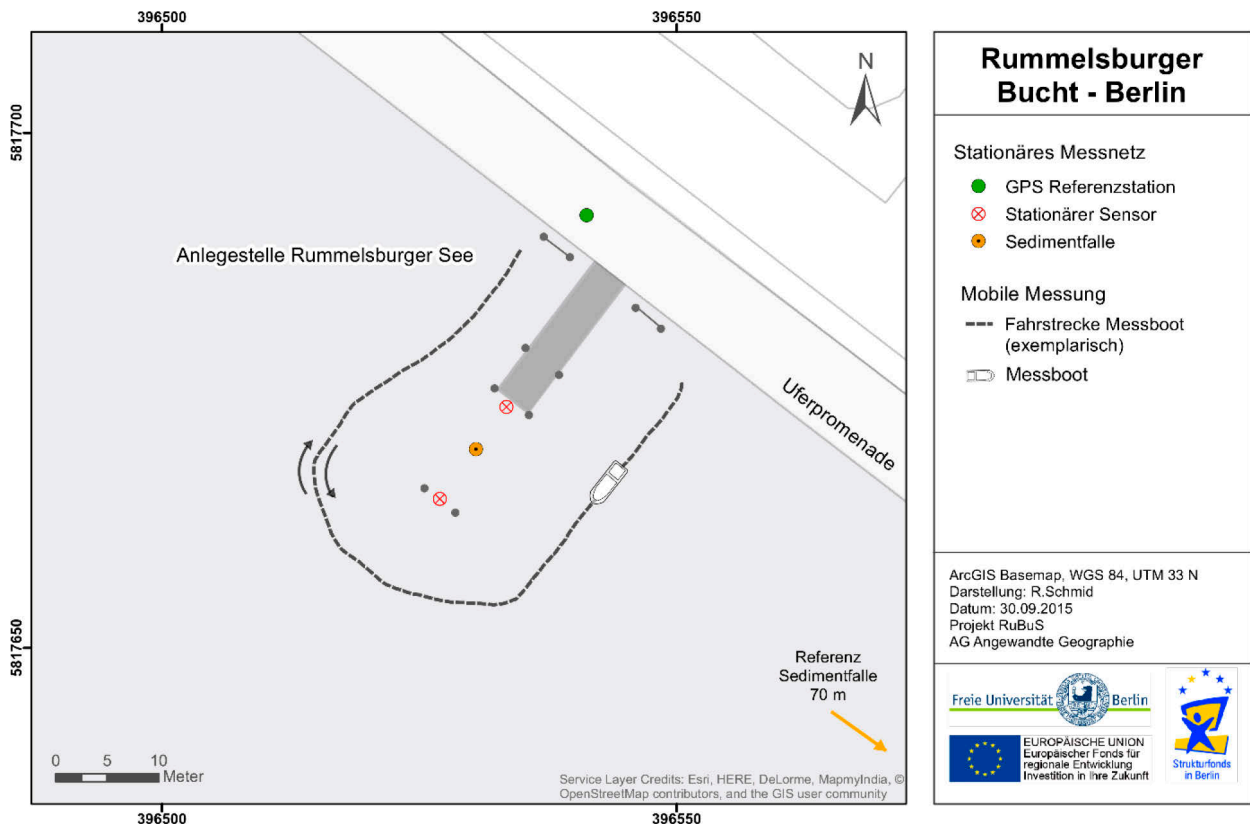 396500
396550
5817700
5817650
N
Anlegestelle Rummelsburger See
Uferpromenade
Referenz
Sedimentfalle
70 m
0 5 10
Meter
Service Layer Credits: Esri, HERE, DeLorme, MapmyIndia, ©
OpenStreetMap contributors, and the GIS user community
396500
396550
Rummelsburger
Bucht - Berlin
Stationäres Messnetz
GPS Referenzstation
Stationärer Sensor
Sedimentfalle
Mobile Messung
Fahrstrecke Messboot
(exemplarisch)
Messboot
ArcGIS Basemap, WGS 84, UTM 33 N
Darstellung: R.Schmid
Datum: 30.09.2015
Projekt RuBuS
AG Angewandte Geographie
Freie Universität Berlin
EUROPÄISCHE UNION
Europäischer Fonds für
regionale Entwicklung
Investition in Ihre Zukunft
Strukturfonds
in Berlin